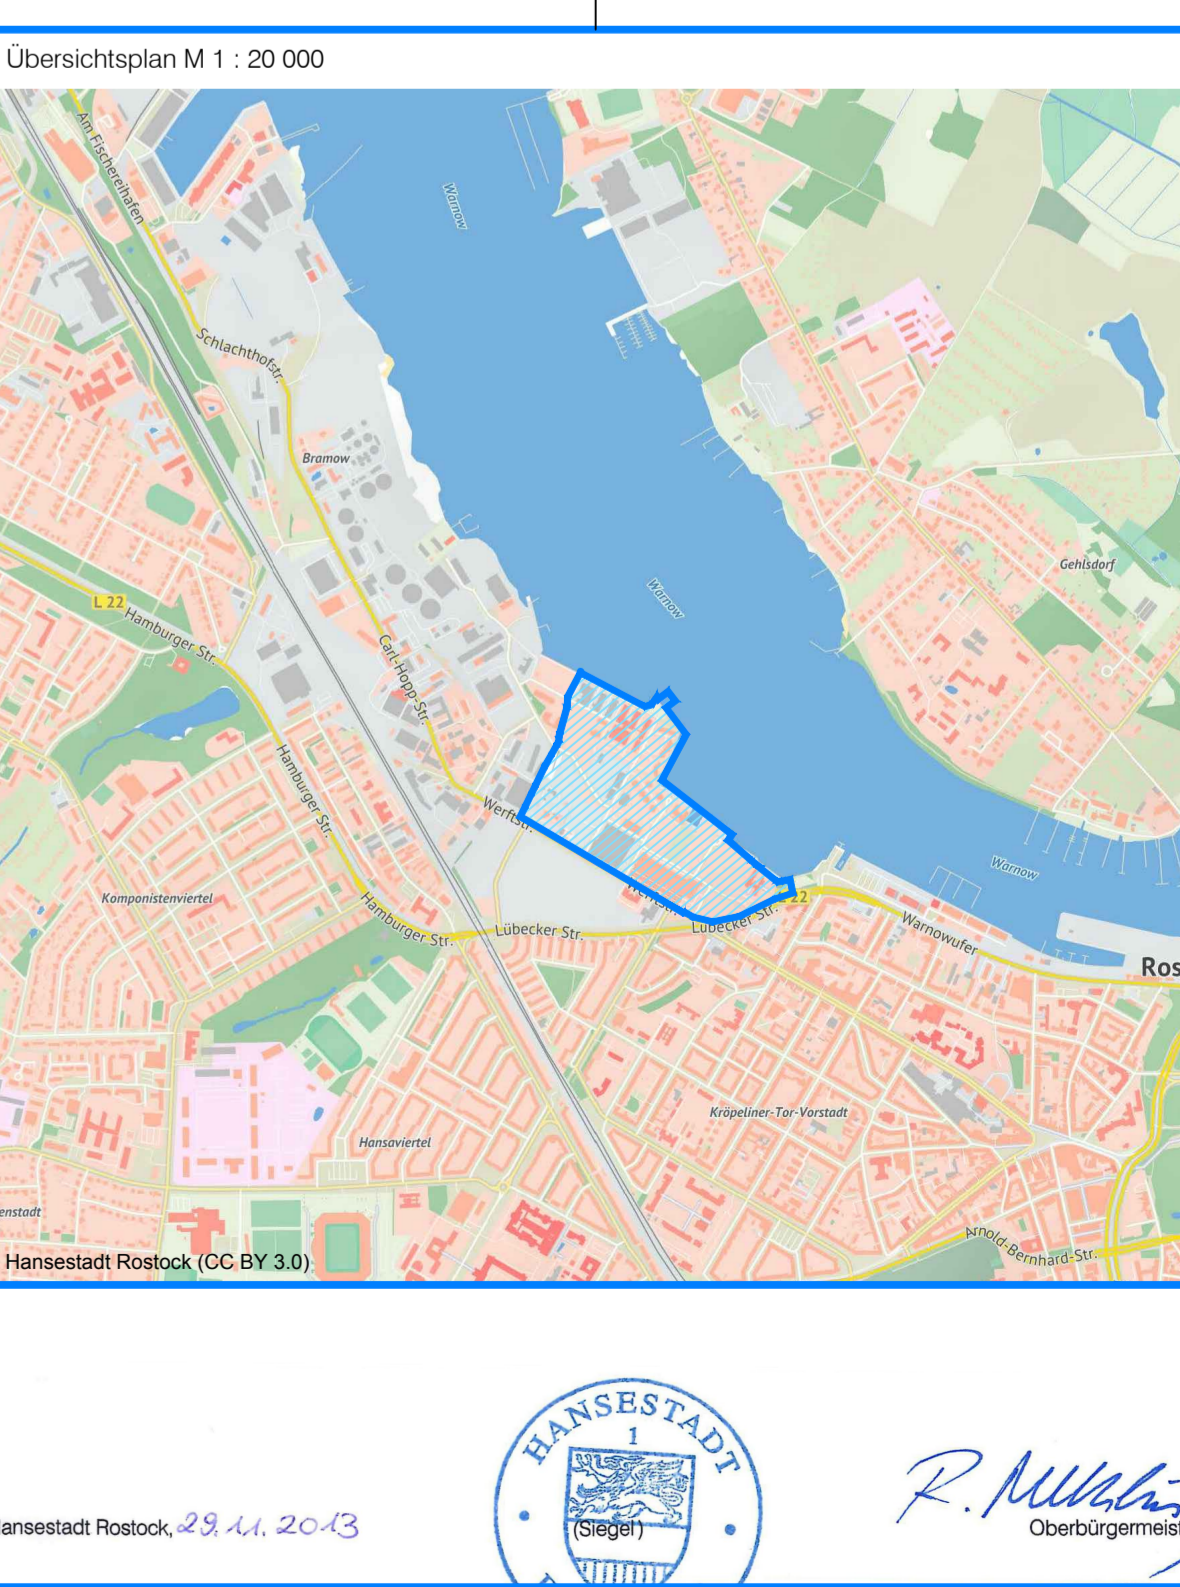 Übersichtsplan M 1 : 20 000
Am Fischereihafen
Warnow
Schlachthofstr.
Bramow
Gehlsdorf
Warnow
L 22
Hamburger Str.
Carl-Hopp-Str.
Hamburger Str.
Werftstr.
Warnow
Komponistenviertel
Werftstr.
22
Hamburger Str.
Lübecker Str.
Lübecker Str.
Warnowufer
Ros
Kröpeliner-Tor-Vorstadt
Hansaviertel
enstadt
Arnold-Bernhard-Str.
Hansestadt Rostock (CC BY 3.0)
HANSESTADT
1
ansestadt Rostock, 29.11.2013
(Siegel)
R.
Oberbürgermeist